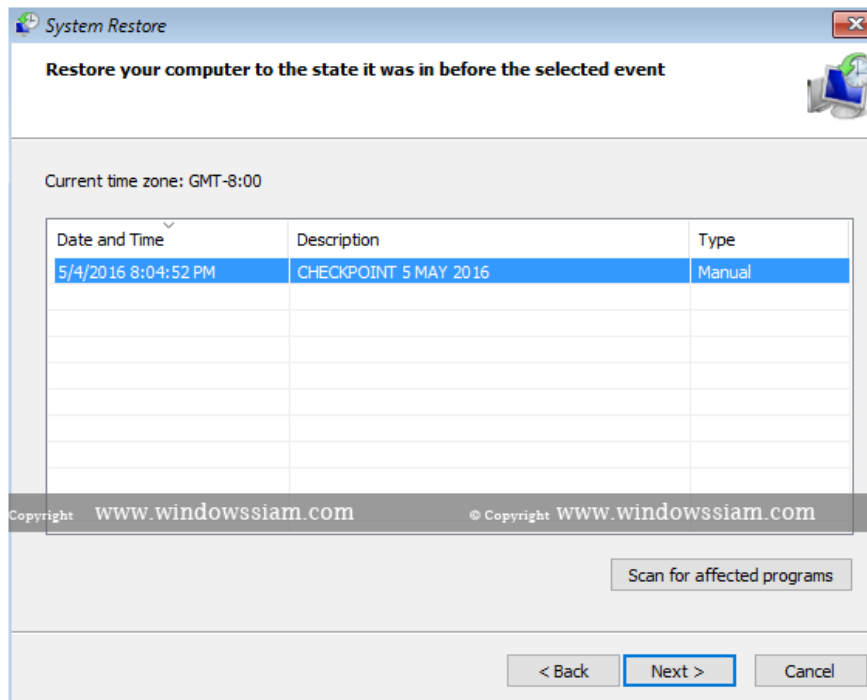 System Restore
Restore your computer to the state it was in before the selected event
Current time zone: GMT-8:00
Date and Time Description Type
5/4/2016 8:04:52 PM CHECKPOINT 5 MAY 2016 Manual
Copyright www.windowssiam.com © Copyright www.windowssiam.com
Scan for affected programs
< Back Next > Cancel